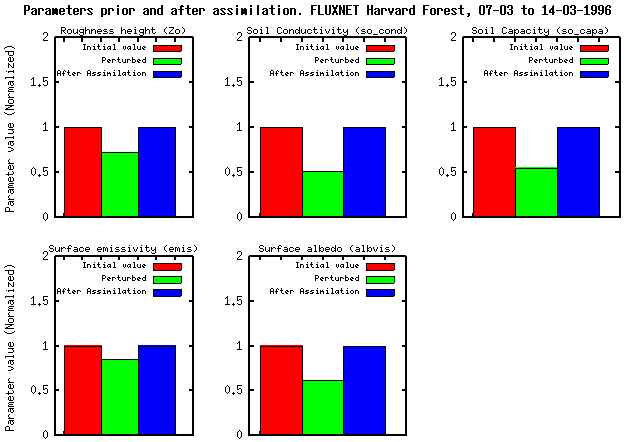 Parameters prior and after assimilation. FLUXNET Harvard Forest, 07-03 to 14-03-1996
Roughness height (Zo)
Parameter value (Normalized)
2
1.5
1
0.5
0
Initial value
Perturbed
After Assimilation
Soil Conductivity (so_cond)
2
1.5
1
0.5
0
Initial value
Perturbed
After Assimilation
Soil Capacity (so_capa)
2
1.5
1
0.5
0
Initial value
Perturbed
After Assimilation
Surface emissivity (emis)
Parameter value (Normalized)
2
1.5
1
0.5
0
Initial value
Perturbed
After Assimilation
Surface albedo (albvis)
2
1.5
1
0.5
0
Initial value
Perturbed
After Assimilation